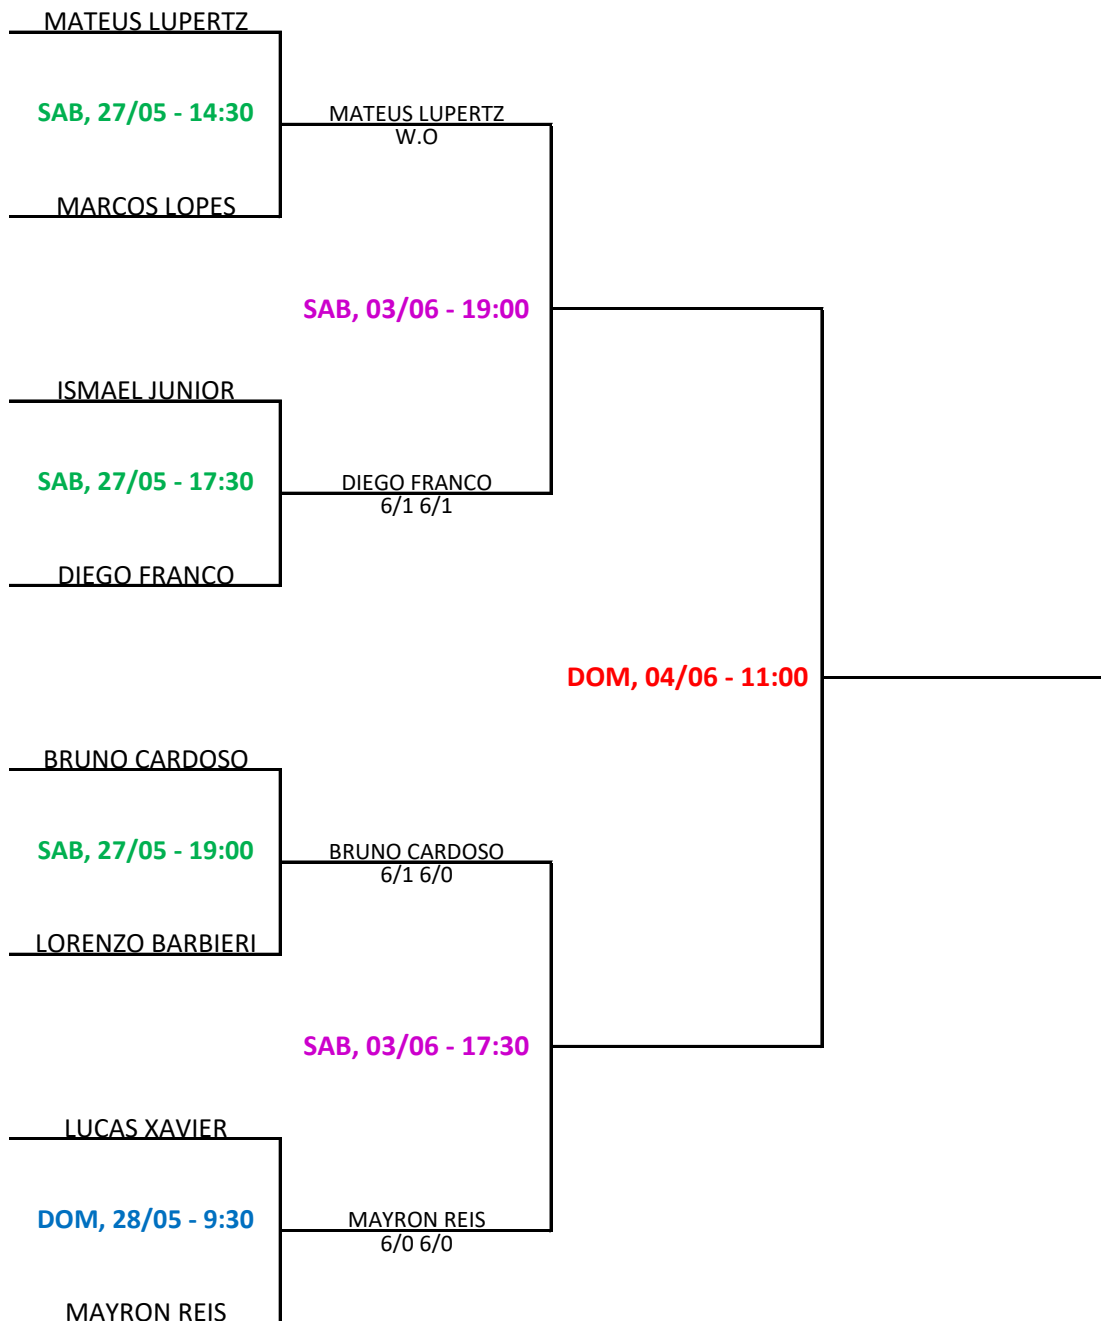 MATEUS LUPERTZ
SAB, 27/05 - 14:30
MATEUS LUPERTZ
W.O
MARCOS LOPES
SAB, 03/06 - 19:00
ISMAEL JUNIOR
SAB, 27/05 - 17:30
DIEGO FRANCO
6/1 6/1
DIEGO FRANCO
DOM, 04/06 - 11:00
BRUNO CARDOSO
SAB, 27/05 - 19:00
BRUNO CARDOSO
6/1 6/0
LORENZO BARBIERI
SAB, 03/06 - 17:30
LUCAS XAVIER
DOM, 28/05 - 9:30
MAYRON REIS
6/0 6/0
MAYRON REIS